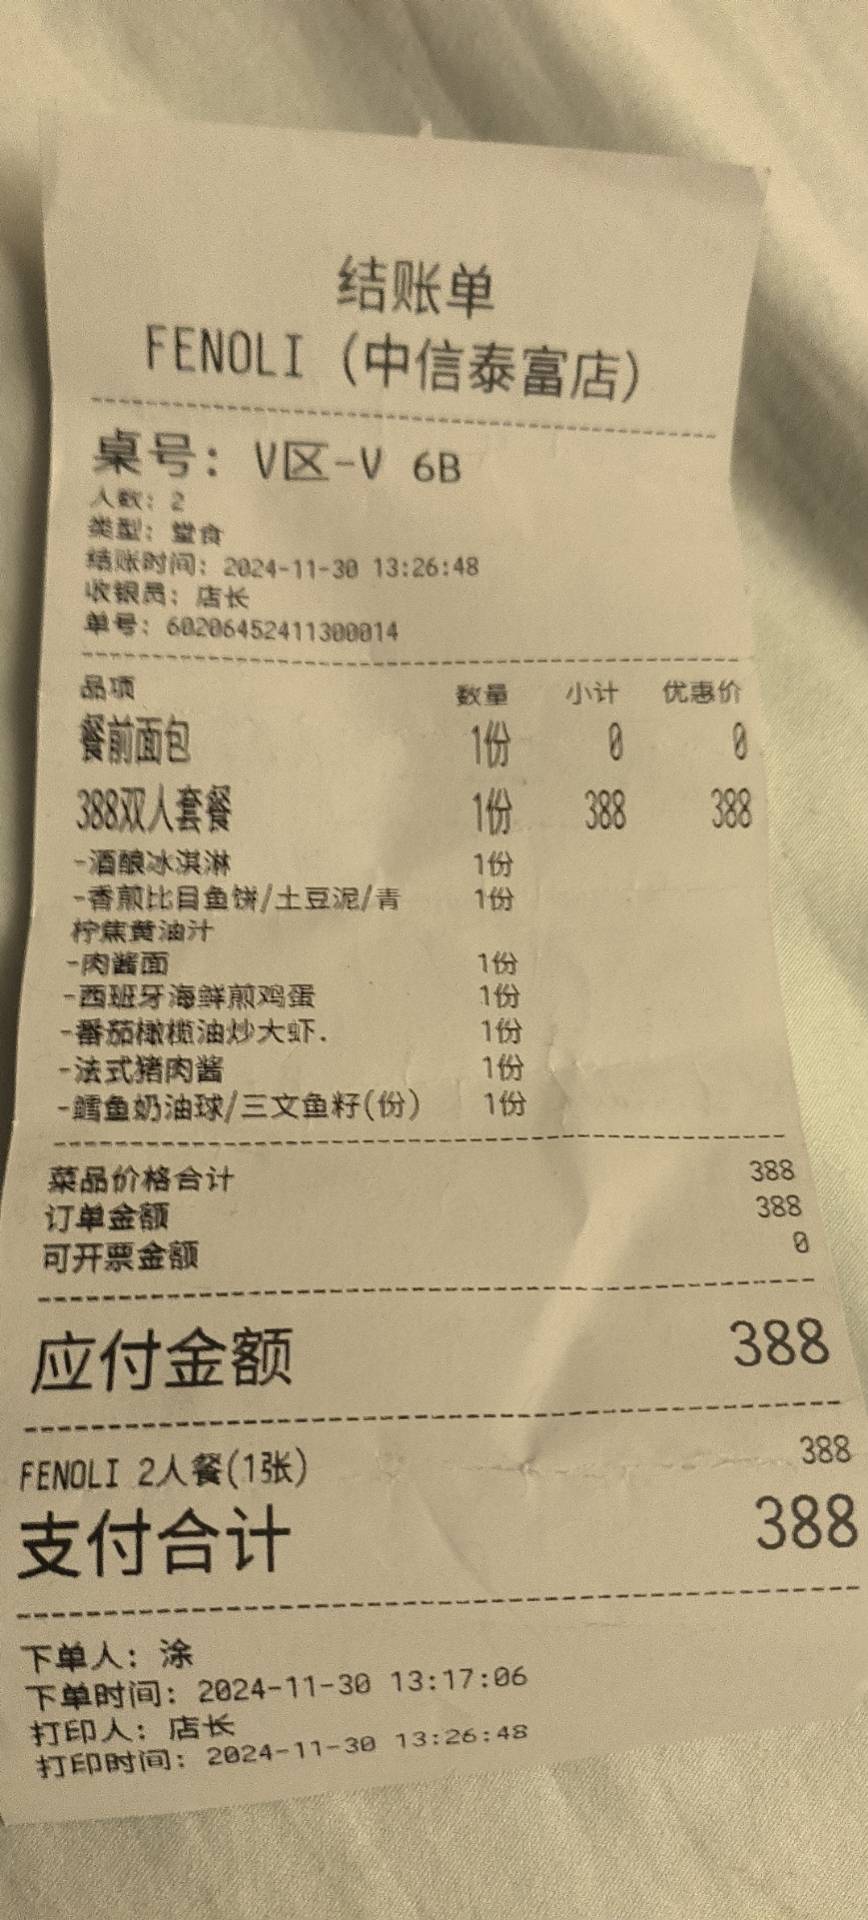 结账单
FENOLI (中信泰富店)
桌号: V区-V 6B
人数: 2
类型: 堂食
结账时间: 2024-11-30 13:26:48
收银员: 店长
单号: 602064524113000​14
品项 数量 小计 优惠价
餐前面包 1份 0 0
388双人套餐 1份 388 388
-酒酿冰淇淋 1份
-香煎比目鱼饼/土豆泥/青 1份
柠焦黄油汁
-肉酱面 1份
-西班牙海鲜煎鸡蛋 1份
-番茄橄榄油炒大虾. 1份
-法式猪肉酱 1份
-鳕鱼奶油球/三文鱼籽(份) 1份
菜品价格合计 388
订单金额 388
可开票金额 0
应付金额 388
FENOLI 2人餐(1张) 388
支付合计 388
下单人: 涂
下单时间: 2024-11-30 13:17:06
打印人: 店长
打印时间: 2024-11-30 13:26:48